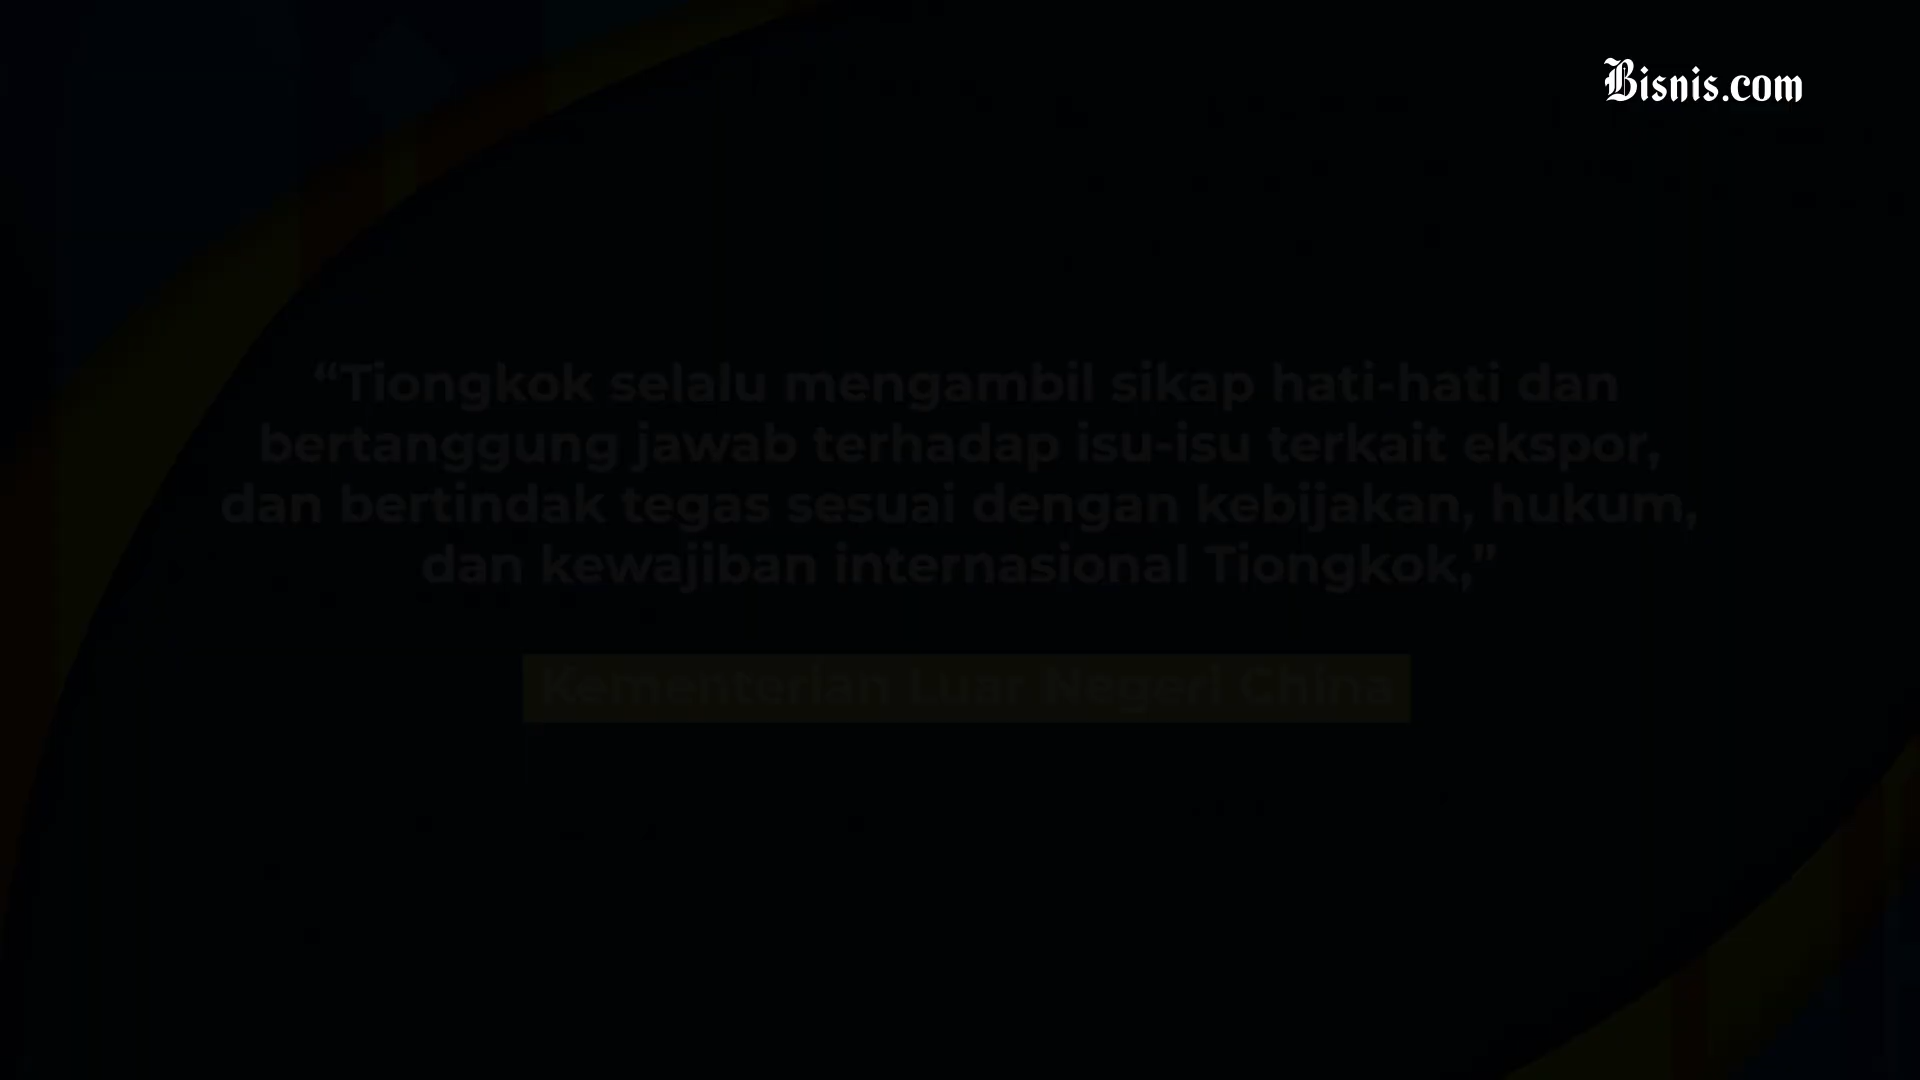 Bisnis.com
“Tiongkok selalu mengambil sikap hati-hati dan
bertanggung jawab terhadap isu-isu terkait ekspor,
dan bertindak tegas sesuai dengan kebijakan, hukum,
dan kewajiban internasional Tiongkok,”
Kementerian Luar Negeri China